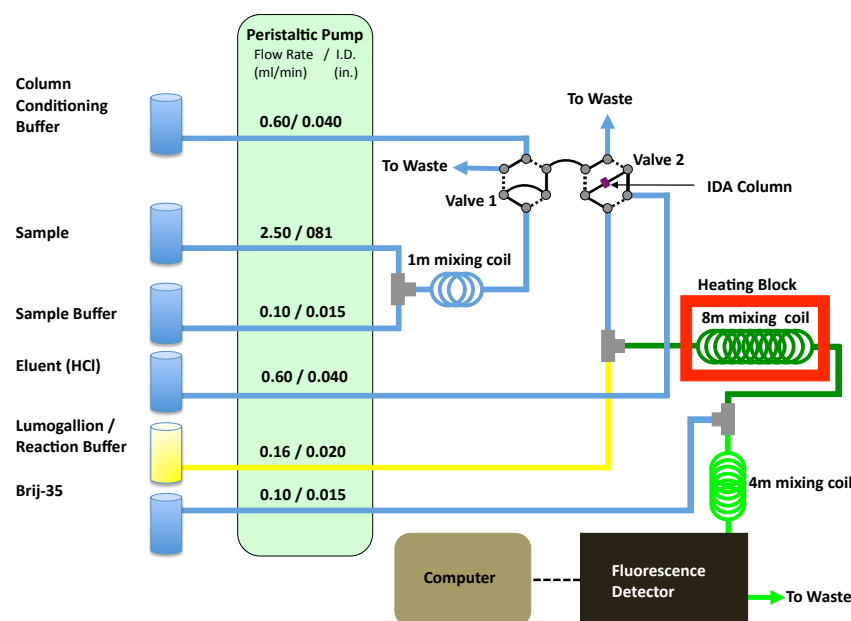 Peristaltic Pump
Flow Rate / I.D.
(ml/min) (in.)
Column
Conditioning
Buffer
0.60/ 0.040
To Waste
To Waste
Valve 2
Valve 1
IDA Column
Sample
2.50 / 081
1m mixing coil
Sample Buffer
0.10 / 0.015
Heating Block
8m mixing coil
Eluent (HCl)
0.60 / 0.040
Lumogallion /
Reaction Buffer
0.16 / 0.020
Brij-35
0.10 / 0.015
4m mixing coil
Computer
Fluorescence
Detector
To Waste